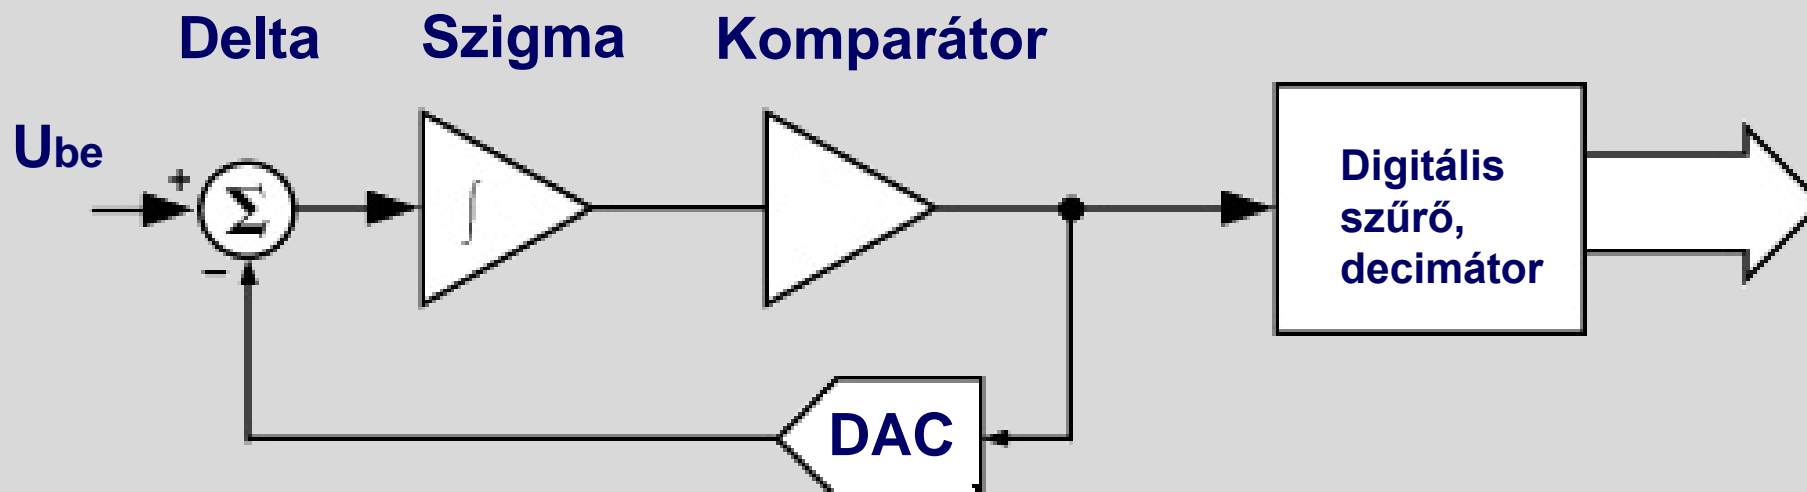 Delta Szigma Komparátor
Ube
+
Σ
∫
−
Digitális
szűrő,
decimátor
DAC